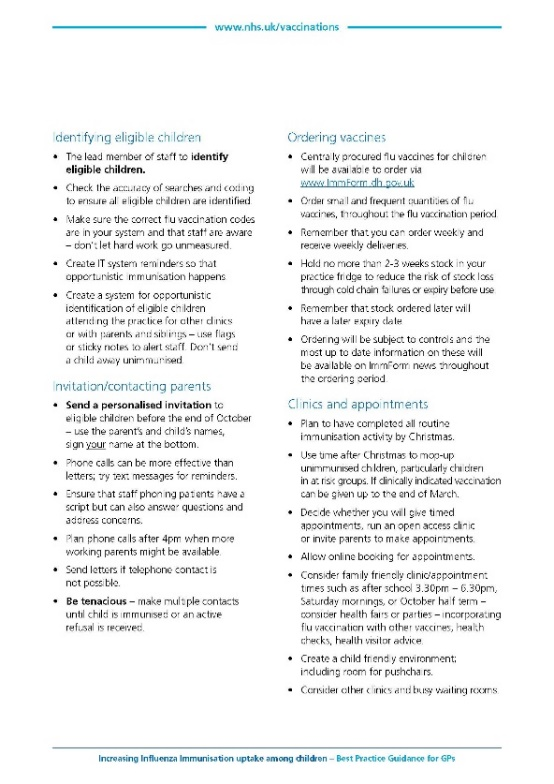 www.nhs.uk/vaccinations
Identifying eligible children
• The lead member of staff to identify
eligible children.
• Check the accuracy of searches and coding
to ensure all eligible children are identified
• Make sure the correct flu vaccination codes
are in your system and that staff are aware
– don't let hard work go unmeasured.
• Create IT system reminders so that
opportunistic immunisation happens
• Create a system for opportunistic
identification of eligible children
attending the practice for other clinics
or with parents and siblings – use flags
or sticky notes to alert staff. Don't send
a child away unimmunised.
Invitation/contacting parents
• Send a personalised invitation to
eligible children before the end of October
– use the parent's and child's names,
sign your name at the bottom.
• Phone calls can be more effective than
letters; try text messages for reminders.
• Ensure that staff phoning patients have a
script but can also answer questions and
address concerns.
• Plan phone calls after 4pm when more
working parents might be available.
• Send letters if telephone contact is
not possible.
• Be tenacious – make multiple contacts
until child is immunised or an active
refusal is received.
Ordering vaccines
• Centrally procured flu vaccines for children
will be available to order via
www.ImmForm.dh.gov.uk
• Order small and frequent quantities of flu
vaccines, throughout the flu vaccination period.
• Remember that you can order weekly and
receive weekly deliveries.
• Hold no more than 2-3 weeks stock in your
practice fridge to reduce the risk of stock loss
through cold chain failures or expiry before use.
• Remember that stock ordered later will
have a later expiry date
• Ordering will be subject to controls and the
most up to date information on these will
be available on ImmForm news throughout
the ordering period.
Clinics and appointments
• Plan to have completed all routine
immunisation activity by Christmas.
• Use time after Christmas to mop-up
unimmunised children, particularly children
in at risk groups. If clinically indicated vaccination
can be given up to the end of March.
• Decide whether you will give timed
appointments, run an open access clinic
or invite parents to make appointments.
• Allow online booking for appointments.
• Consider family friendly clinic/appointment
times such as after school 3.30pm – 6.30pm,
Saturday mornings, or October half term –
consider health fairs or parties – incorporating
flu vaccination with other vaccines, health
checks, health visitor advice.
• Create a child friendly environment;
including room for pushchairs.
• Consider other clinics and busy waiting rooms.
Increasing Influenza Immunisation uptake among children – Best Practice Guidance for GPs